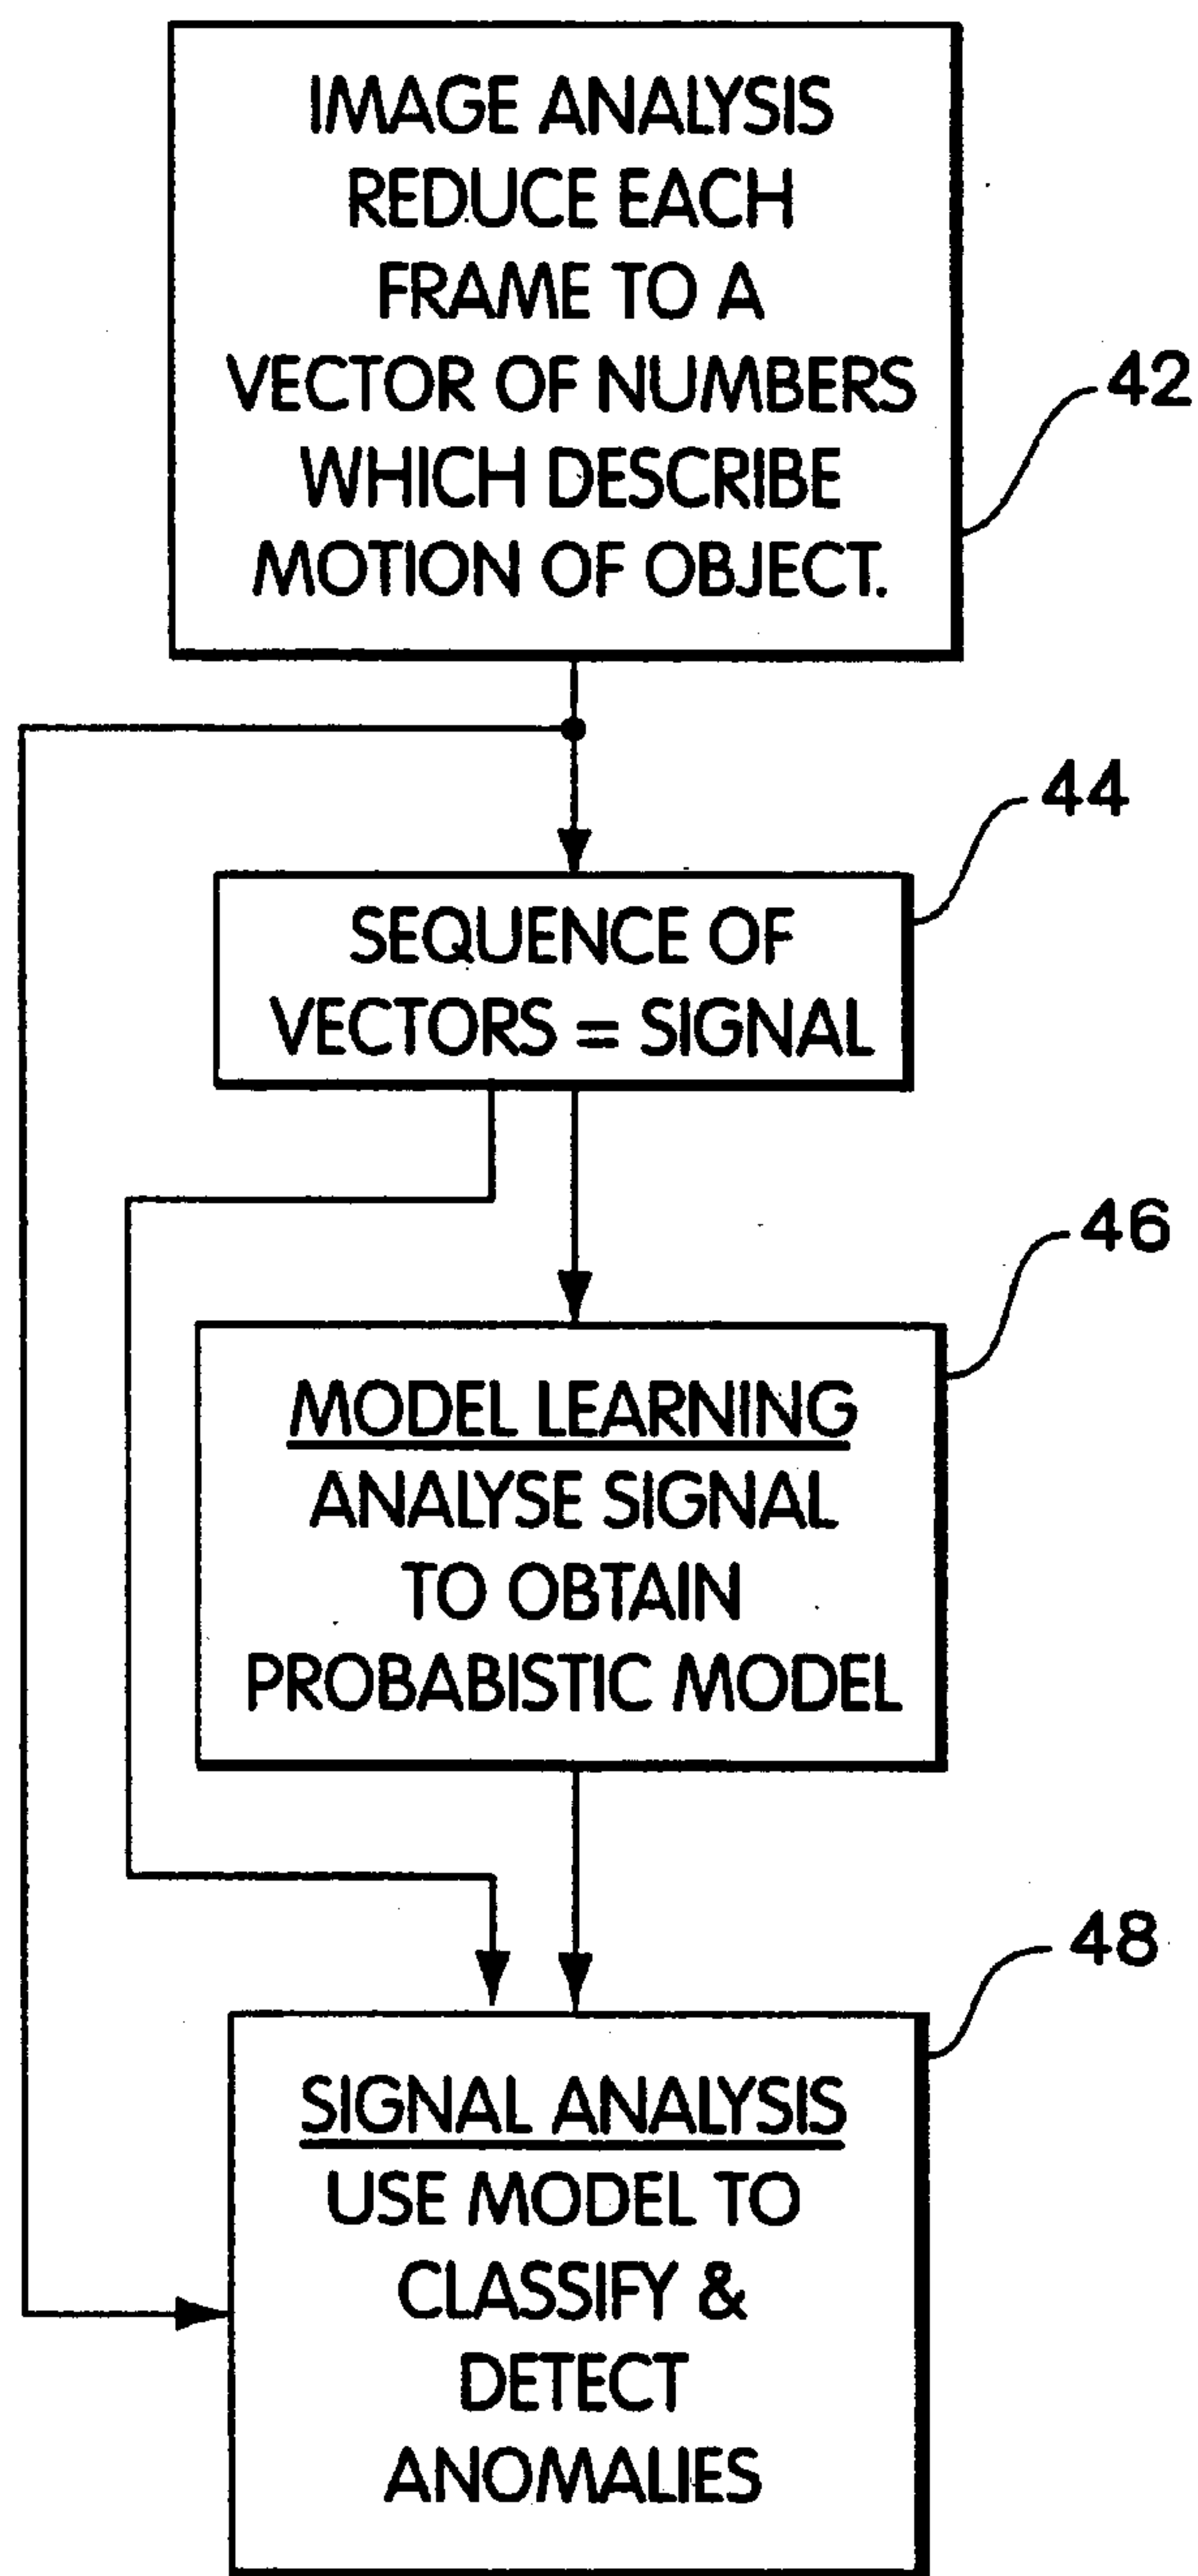 IMAGE ANALYSIS
REDUCE EACH
FRAME TO A
VECTOR OF NUMBERS
WHICH DESCRIBE
MOTION OF OBJECT.
42
SEQUENCE OF
VECTORS = SIGNAL
44
MODEL LEARNING
ANALYSE SIGNAL
TO OBTAIN
PROBABISTIC MODEL
46
SIGNAL ANALYSIS
USE MODEL TO
CLASSIFY &
DETECT
ANOMALIES
48